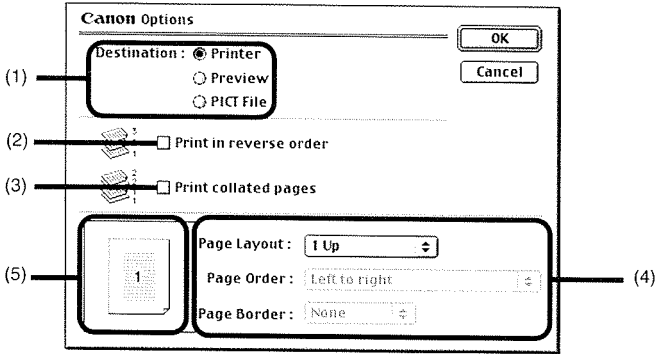 Canon Options
OK
Destination: Printer
(1)
Preview
Cancel
PICT File
(2)
Print in reverse order
(3)
Print collated pages
(5)
1
Page Layout: 1 Up
Page Order: Left to right
(4)
Page Border: None